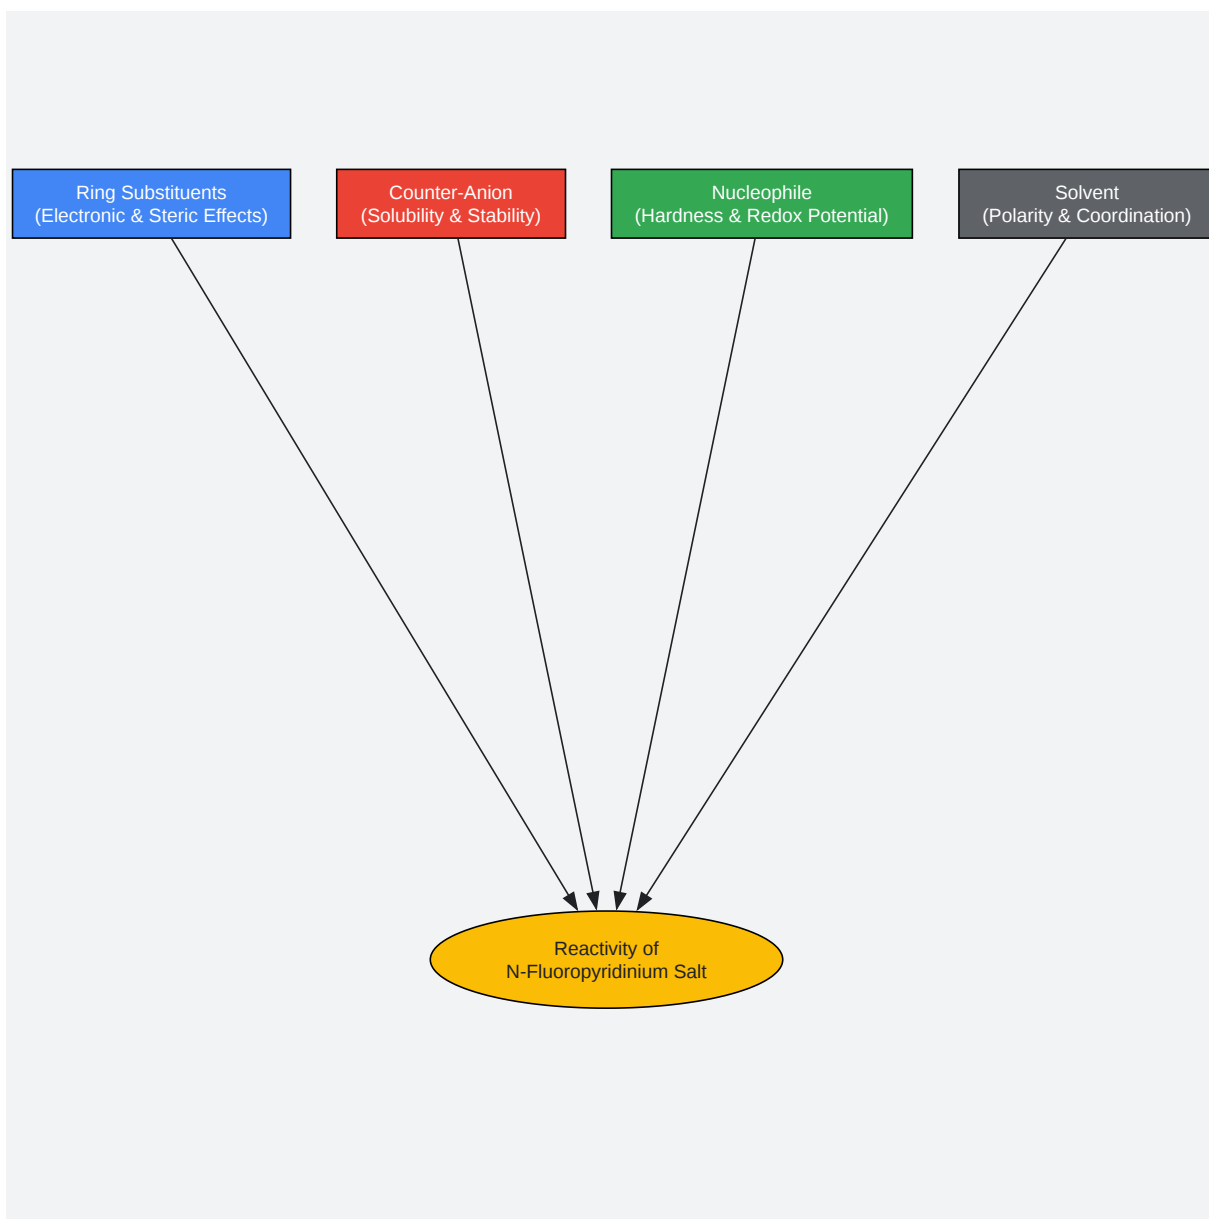 Ring Substituents
(Electronic & Steric Effects)
Counter-Anion
(Solubility & Stability)
Nucleophile
(Hardness & Redox Potential)
Solvent
(Polarity & Coordination)
Reactivity of
N-Fluoropyridinium Salt